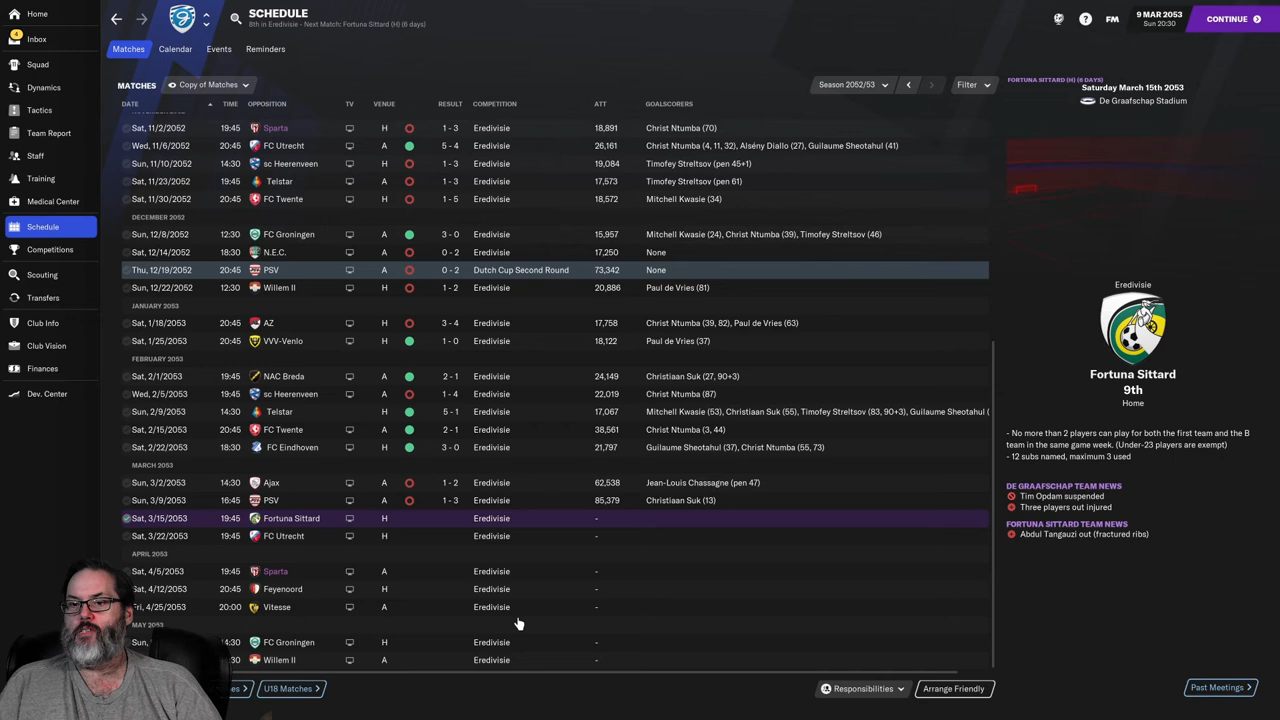 Home
SCHEDULE
8th in Eredivisie - Next Match: Fortuna Sittard (H) (6 days)
FM
9 MAR 2053
Sun 20:30
CONTINUE
4
Inbox
Squad
Dynamics
Tactics
Team Report
Staff
Training
Medical Center
Schedule
Competitions
Scouting
Transfers
Club Info
Club Vision
Finances
Dev. Center
Matches Calendar Events Reminders
MATCHES Copy of Matches Season 2052/53 Filter
DATE TIME OPPOSITION TV VENUE RESULT COMPETITION ATT GOALSCORERS
Sat, 11/2/2052 19:45 Sparta H 1 - 3 Eredivisie 18,891 Christ Ntumba (70)
Wed, 11/6/2052 20:45 FC Utrecht A 5 - 4 Eredivisie 26,161 Christ Ntumba (4, 11, 32), Alsény Diallo (27), Guilaume Sheotahul (41)
Sun, 11/10/2052 14:30 sc Heerenveen H 1 - 3 Eredivisie 19,084 Timofey Streltsov (pen 45+1)
Sat, 11/23/2052 19:45 Telstar A 1 - 3 Eredivisie 17,573 Timofey Streltsov (pen 61)
Sat, 11/30/2052 20:45 FC Twente H 1 - 5 Eredivisie 18,572 Mitchell Kwasie (34)
DECEMBER 2052
Sun, 12/8/2052 12:30 FC Groningen A 3 - 0 Eredivisie 15,957 Mitchell Kwasie (24), Christ Ntumba (39), Timofey Streltsov (46)
Sat, 12/14/2052 18:30 N.E.C. A 0 - 2 Eredivisie 17,250 None
Thu, 12/19/2052 20:45 PSV A 0 - 2 Dutch Cup Second Round 73,342 None
Sun, 12/22/2052 12:30 Willem II H 1 - 2 Eredivisie 20,886 Paul de Vries (81)
JANUARY 2053
Sat, 1/18/2053 20:45 AZ H 3 - 4 Eredivisie 17,758 Christ Ntumba (39, 82), Paul de Vries (63)
Sat, 1/25/2053 20:45 VVV-Venlo H 1 - 0 Eredivisie 18,122 Paul de Vries (37)
FEBRUARY 2053
Sat, 2/1/2053 19:45 NAC Breda A 2 - 1 Eredivisie 24,149 Christiaan Suk (27, 90+3)
Wed, 2/5/2053 19:45 sc Heerenveen A 1 - 4 Eredivisie 22,019 Christ Ntumba (87)
Sun, 2/9/2053 14:30 Telstar H 5 - 1 Eredivisie 17,067 Mitchell Kwasie (53), Christiaan Suk (55), Timofey Streltsov (83, 90+3), Guilaume Sheotahul (
Sat, 2/15/2053 20:45 FC Twente A 2 - 1 Eredivisie 38,561 Christ Ntumba (3, 44)
Sat, 2/22/2053 18:30 FC Eindhoven A 3 - 0 Eredivisie 21,797 Guilaume Sheotahul (37), Christ Ntumba (55, 73)
MARCH 2053
Sun, 3/2/2053 14:30 Ajax A 1 - 2 Eredivisie 62,538 Jean-Louis Chassagne (pen 47)
Sun, 3/9/2053 16:45 PSV A 1 - 3 Eredivisie 85,379 Christiaan Suk (13)
Sat, 3/15/2053 19:45 Fortuna Sittard H Eredivisie -
Sat, 3/22/2053 19:45 FC Utrecht H Eredivisie -
APRIL 2053
Sat, 4/5/2053 19:45 Sparta A Eredivisie -
Sat, 4/12/2053 20:45 Feyenoord H Eredivisie -
Fri, 4/25/2053 20:00 Vitesse A Eredivisie -
MAY 2053
Sun, FC Groningen H Eredivisie -
Willem II A Eredivisie -
U18 Matches
Responsibilities
Arrange Friendly
FORTUNA SITTARD (H) (6 DAYS)
Saturday March 15th 2053
De Graafschap Stadium
Eredivisie
Fortuna Sittard
9th
Home
- No more than 2 players can play for both the first team and the B
team in the same game week. (Under-23 players are exempt)
- 12 subs named, maximum 3 used
DE GRAAFSCHAP TEAM NEWS
Tim Opdam suspended
Three players out injured
FORTUNA SITTARD TEAM NEWS
Abdul Tangauzi out (fractured ribs)
Past Meetings